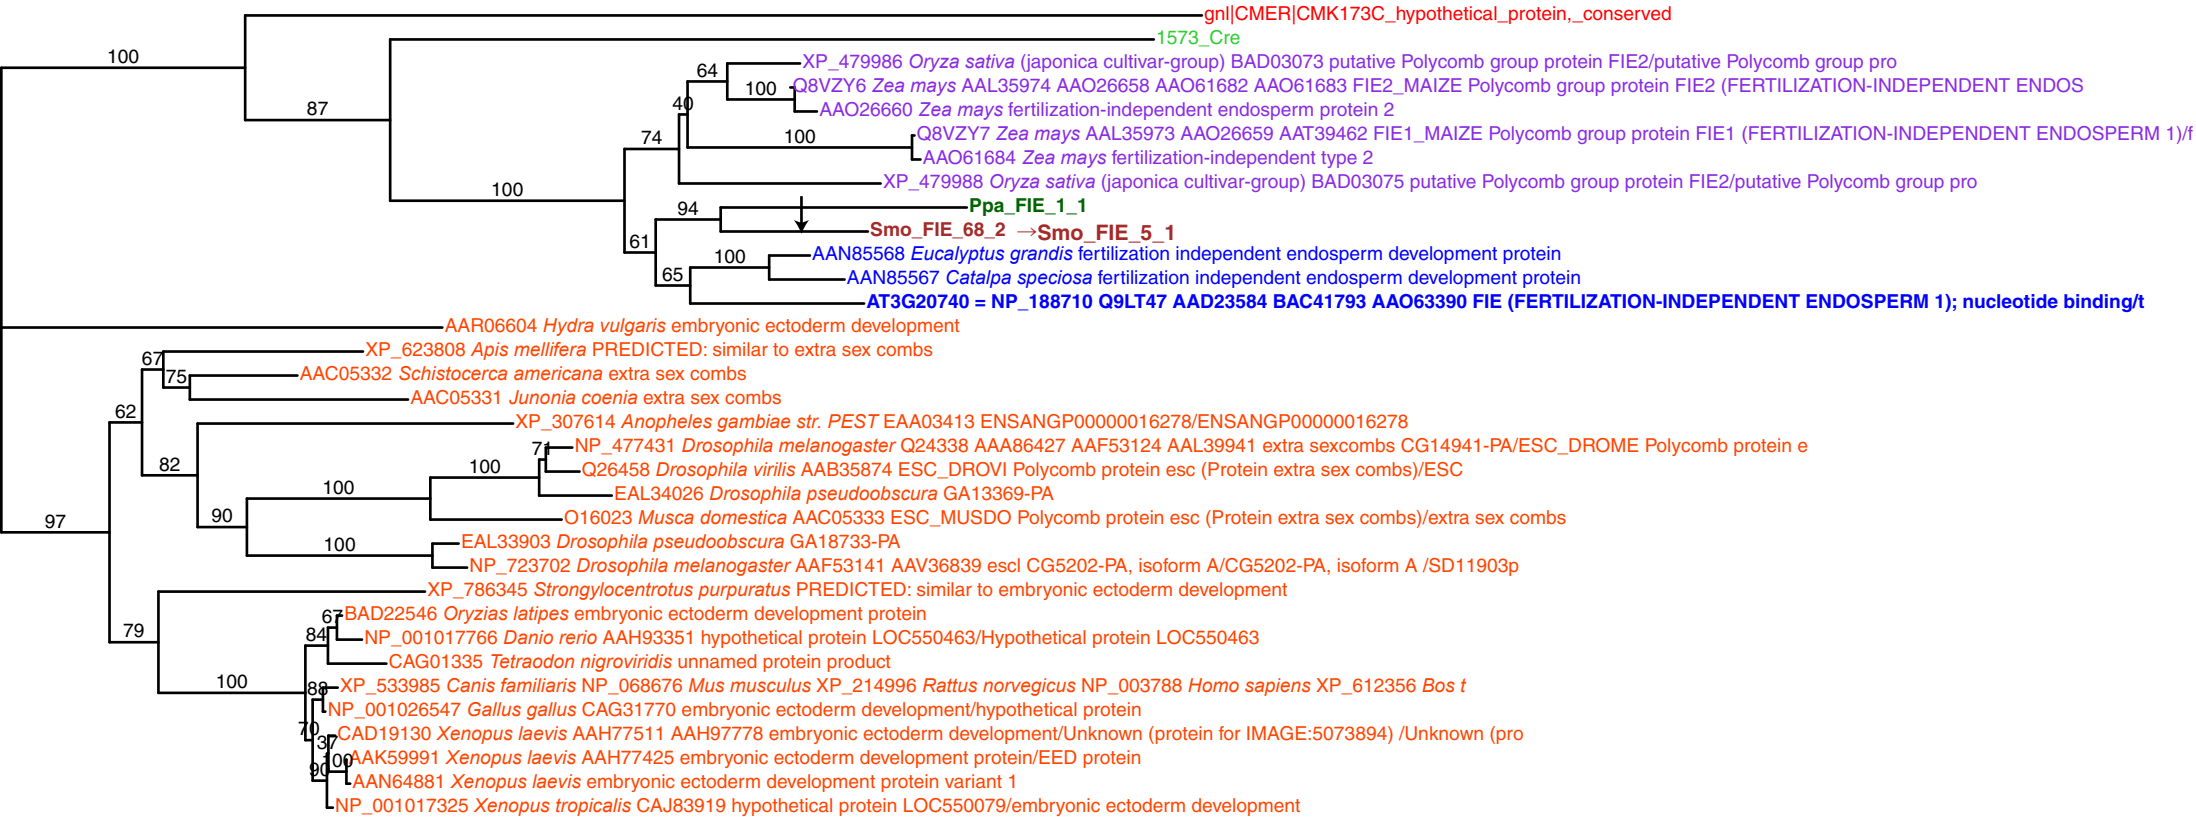 gnl|CMER|CMK173C_hypothetical_protein,_conserved
100
1573_Cre
XP_479986 Oryza sativa (japonica cultivar-group) BAD03073 putative Polycomb group protein FIE2/putative Polycomb group pro
64
Q8VZY6 Zea mays AAL35974 AAO26658 AAO61682 AAO61683 FIE2_MAIZE Polycomb group protein FIE2 (FERTILIZATION-INDEPENDENT ENDOS
100
40
AAO26660 Zea mays fertilization-independent endosperm protein 2
87
Q8VZY7 Zea mays AAL35973 AAO26659 AAT39462 FIE1_MAIZE Polycomb group protein FIE1 (FERTILIZATION-INDEPENDENT ENDOSPERM 1)/f
74
100
AAO61684 Zea mays fertilization-independent type 2
XP_479988 Oryza sativa (japonica cultivar-group) BAD03075 putative Polycomb group protein FIE2/putative Polycomb group pro
100
94
Ppa_FIE_1_1
Smo_FIE_68_2 →Smo_FIE_5_1
61
AAN85568 Eucalyptus grandis fertilization independent endosperm development protein
100
65
AAN85567 Catalpa speciosa fertilization independent endosperm development protein
AT3G20740 = NP_188710 Q9LT47 AAD23584 BAC41793 AAO63390 FIE (FERTILIZATION-INDEPENDENT ENDOSPERM 1); nucleotide binding/t
AAR06604 Hydra vulgaris embryonic ectoderm development
XP_623808 Apis mellifera PREDICTED: similar to extra sex combs
67
75
AAC05332 Schistocerca americana extra sex combs
AAC05331 Junonia coenia extra sex combs
62
XP_307614 Anopheles gambiae str. PEST EAA03413 ENSANGP00000016278/ENSANGP00000016278
71
NP_477431 Drosophila melanogaster Q24338 AAA86427 AAF53124 AAL39941 extra sexcombs CG14941-PA/ESC_DROME Polycomb protein e
82
100
Q26458 Drosophila virilis AAB35874 ESC_DROVI Polycomb protein esc (Protein extra sex combs)/ESC
100
EAL34026 Drosophila pseudoobscura GA13369-PA
97
90
O16023 Musca domestica AAC05333 ESC_MUSDO Polycomb protein esc (Protein extra sex combs)/extra sex combs
100
EAL33903 Drosophila pseudoobscura GA18733-PA
NP_723702 Drosophila melanogaster AAF53141 AAV36839 escl CG5202-PA, isoform A/CG5202-PA, isoform A /SD11903p
XP_786345 Strongylocentrotus purpuratus PREDICTED: similar to embryonic ectoderm development
67
BAD22546 Oryzias latipes embryonic ectoderm development protein
79
84
NP_001017766 Danio rerio AAH93351 hypothetical protein LOC550463/Hypothetical protein LOC550463
CAG01335 Tetraodon nigroviridis unnamed protein product
100
88
XP_533985 Canis familiaris NP_068676 Mus musculus XP_214996 Rattus norvegicus NP_003788 Homo sapiens XP_612356 Bos t
NP_001026547 Gallus gallus CAG31770 embryonic ectoderm development/hypothetical protein
70
CAD19130 Xenopus laevis AAH77511 AAH97778 embryonic ectoderm development/Unknown (protein for IMAGE:5073894) /Unknown (pro
37
100
AAK59991 Xenopus laevis AAH77425 embryonic ectoderm development protein/EED protein
90
AAN64881 Xenopus laevis embryonic ectoderm development protein variant 1
NP_001017325 Xenopus tropicalis CAJ83919 hypothetical protein LOC550079/embryonic ectoderm development